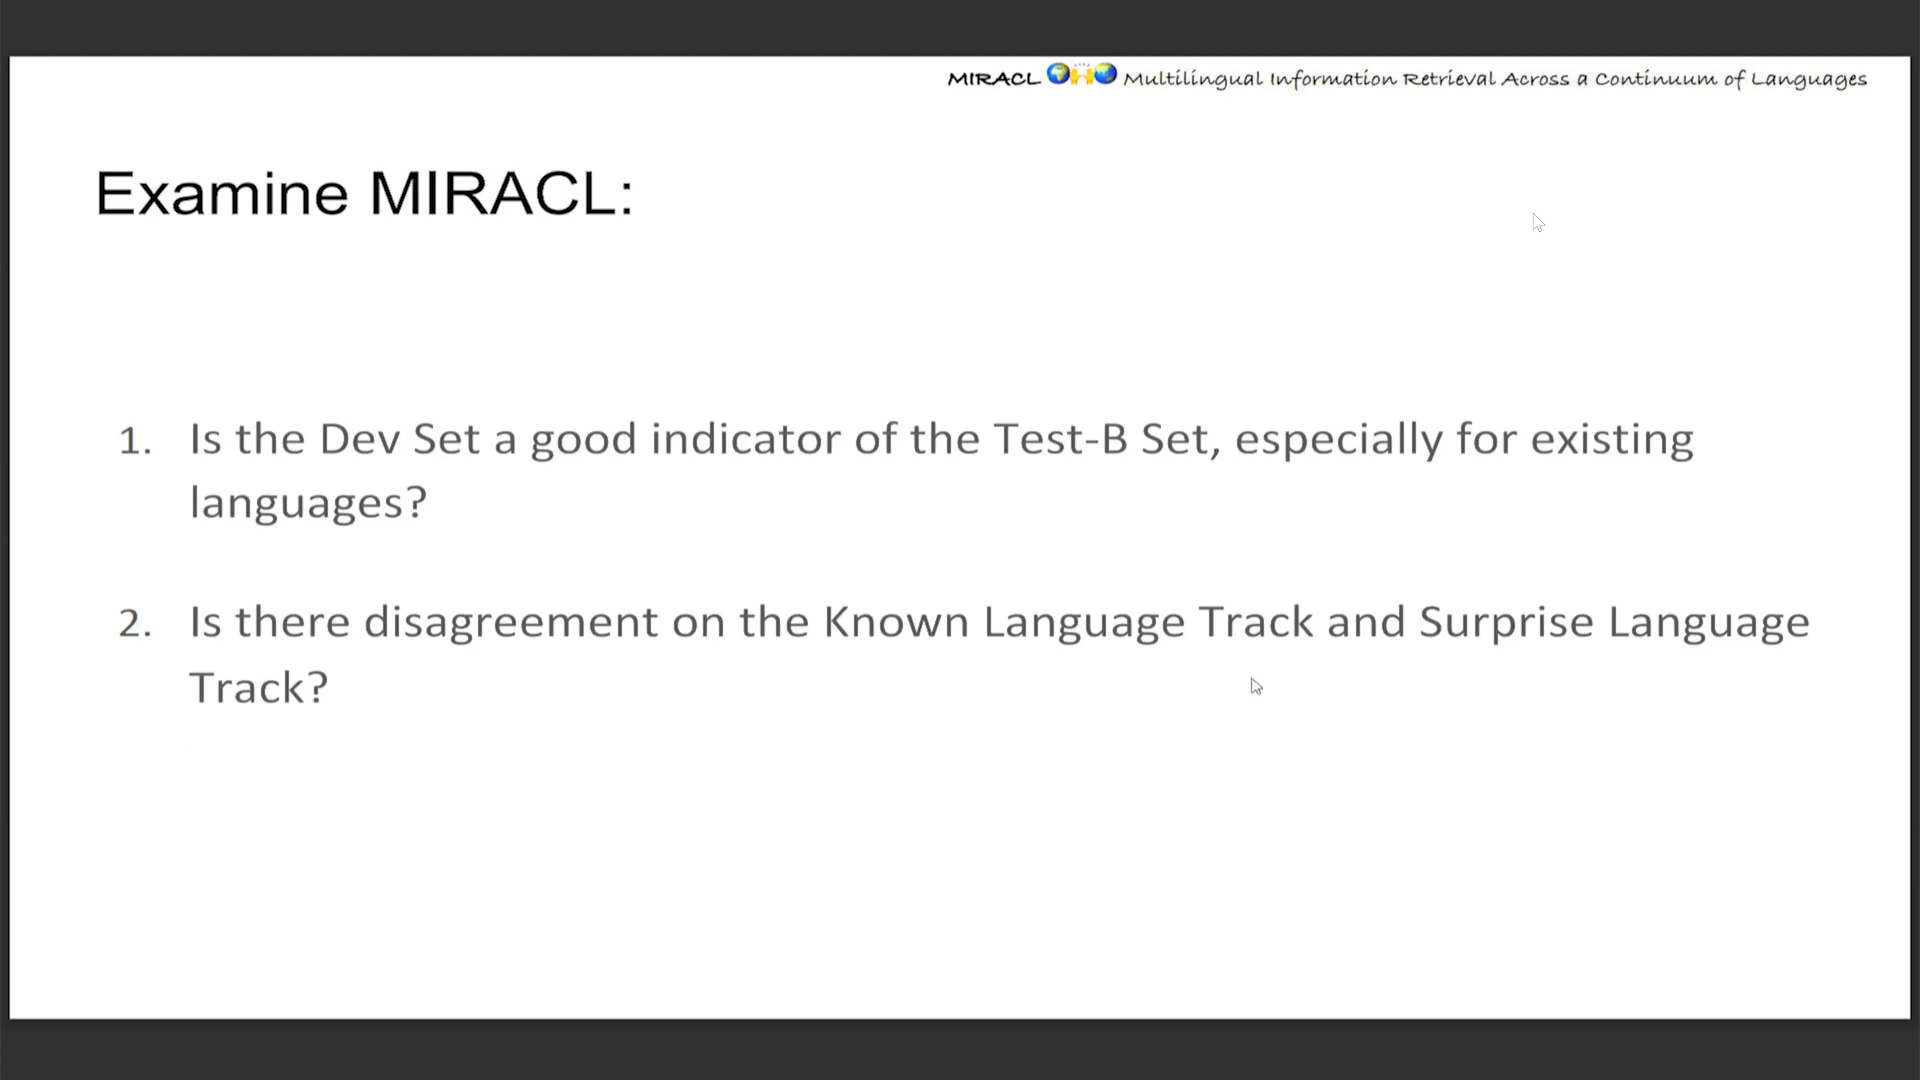 MIRACL 🌍🙌🌏 Multilingual Information Retrieval Across a Continuum of Languages
Examine MIRACL:
1. Is the Dev Set a good indicator of the Test-B Set, especially for existing
languages?
2. Is there disagreement on the Known Language Track and Surprise Language
Track?